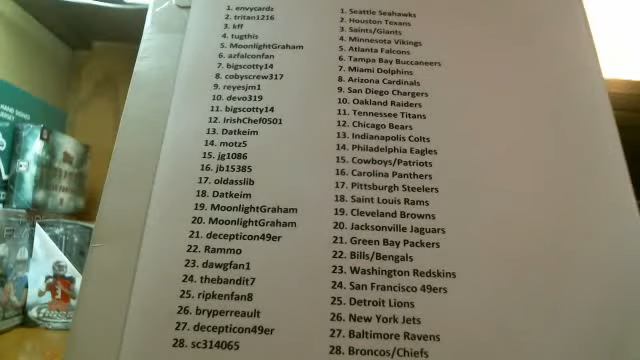 1. envycardz
2. tritan1216
3. kff
4. tugthis
5. MoonlightGraham
6. azfalconfan
7. bigscotty14
8. cobyscrew317
9. reyesjm1
10. devo319
11. bigscotty14
12. IrishChef0501
13. Datkeim
14. motz5
15. jg1086
16. jb15385
17. oldasslib
18. Datkeim
19. MoonlightGraham
20. MoonlightGraham
21. decepticon49er
22. Rammo
23. dawgfan1
24. thebandit7
25. ripkenfan8
26. bryperreault
27. decepticon49er
28. sc314065
1. Seattle Seahawks
2. Houston Texans
3. Saints/Giants
4. Minnesota Vikings
5. Atlanta Falcons
6. Tampa Bay Buccaneers
7. Miami Dolphins
8. Arizona Cardinals
9. San Diego Chargers
10. Oakland Raiders
11. Tennessee Titans
12. Chicago Bears
13. Indianapolis Colts
14. Philadelphia Eagles
15. Cowboys/Patriots
16. Carolina Panthers
17. Pittsburgh Steelers
18. Saint Louis Rams
19. Cleveland Browns
20. Jacksonville Jaguars
21. Green Bay Packers
22. Bills/Bengals
23. Washington Redskins
24. San Francisco 49ers
25. Detroit Lions
26. New York Jets
27. Baltimore Ravens
28. Broncos/Chiefs